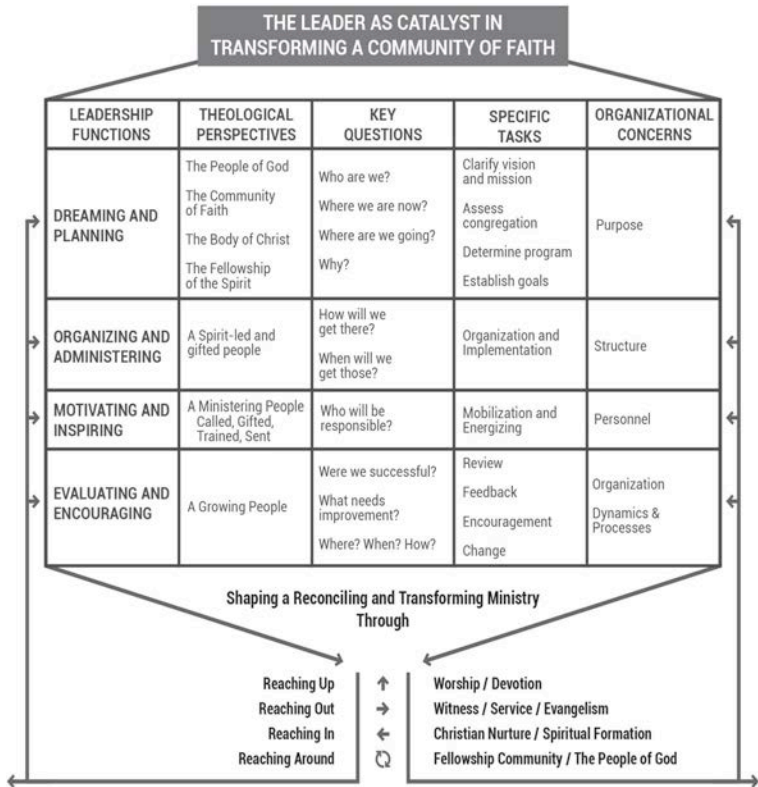 THE LEADER AS CATALYST IN
TRANSFORMING A COMMUNITY OF FAITH
LEADERSHIP
FUNCTIONS
THEOLOGICAL
PERSPECTIVES
KEY
QUESTIONS
SPECIFIC
TASKS
ORGANIZATIONAL
CONCERNS
DREAMING AND
PLANNING
The People of God
The Community
of Faith
The Body of Christ
The Fellowship
of the Spirit
Who are we?
Where we are now?
Where are we going?
Why?
Clarify vision
and mission
Assess
congregation
Determine program
Establish goals
Purpose
ORGANIZING AND
ADMINISTERING
A Spirit-led and
gifted people
How will we
get there?
When will we
get those?
Organization and
Implementation
Structure
MOTIVATING AND
INSPIRING
A Ministering People
Called, Gifted,
Trained, Sent
Who will be
responsible?
Mobilization and
Energizing
Personnel
EVALUATING AND
ENCOURAGING
A Growing People
Were we successful?
What needs
improvement?
Where? When? How?
Review
Feedback
Encouragement
Change
Organization
Dynamics &
Processes
Shaping a Reconciling and Transforming Ministry
Through
Reaching Up
Worship / Devotion
Reaching Out
Witness / Service / Evangelism
Reaching In
Christian Nurture / Spiritual Formation
Reaching Around
Fellowship Community / The People of God